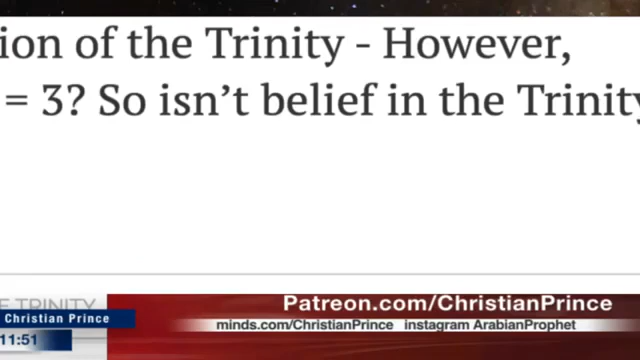 ion of the Trinity - However,
= 3? So isn't belief in the Trinity
E TRINITY
Patreon.com/ChristianPrince
Christian Prince
minds.com/ChristianPrince instagram ArabianProphet
11:51